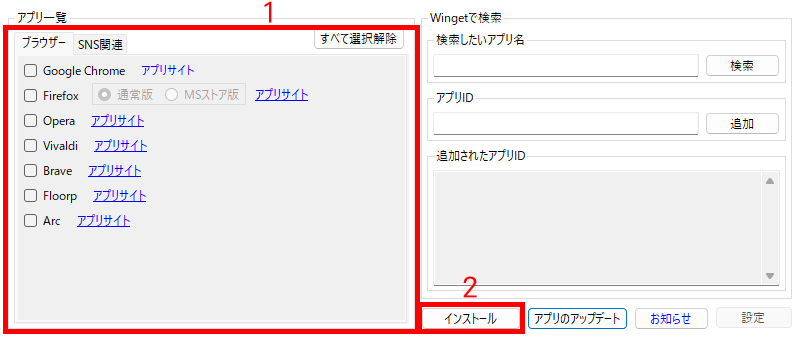 1
アプリ一覧
すべて選択解除
ブラウザー SNS関連
Google Chrome アプリサイト
Firefox 通常版 MSストア版 アプリサイト
Opera アプリサイト
Vivaldi アプリサイト
Brave アプリサイト
Floorp アプリサイト
Arc アプリサイト
Wingetで検索
検索したいアプリ名
検索
アプリID
追加
追加されたアプリID
2
インストール アプリのアップデート お知らせ 設定